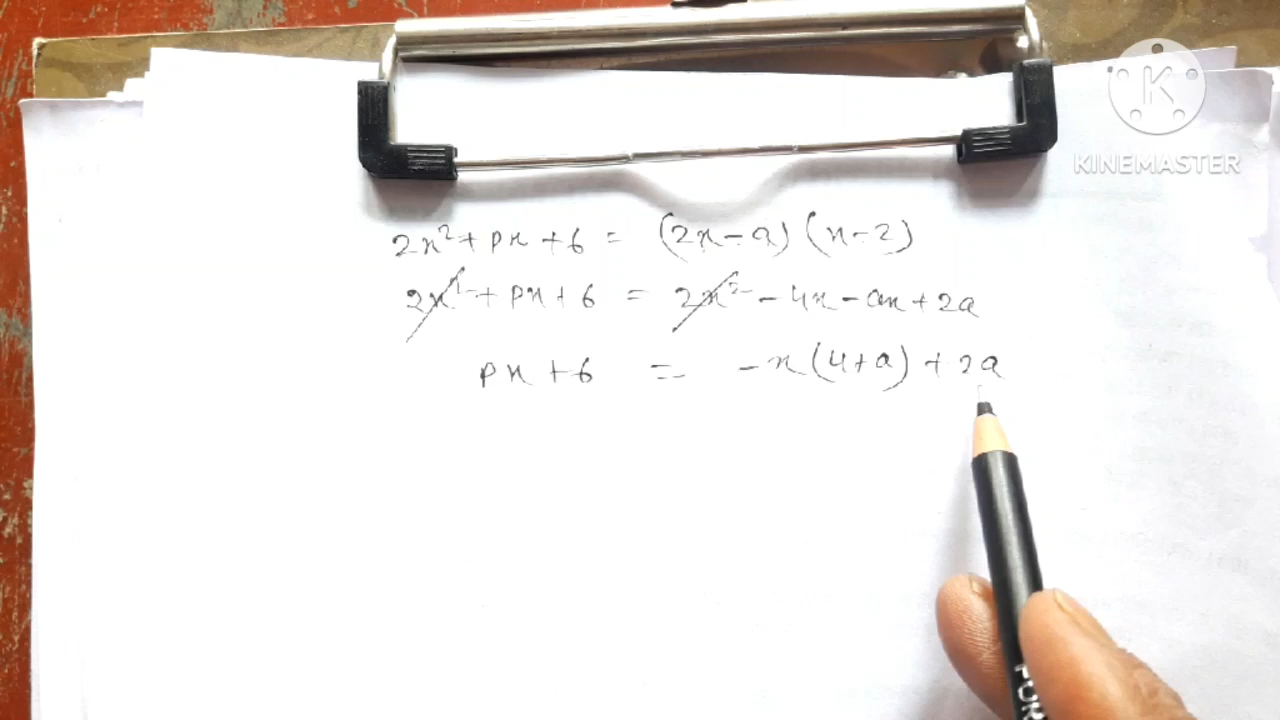 K
KINEMASTER
2x² + px + 6 = (2x - a) (x - 2)
2x² + px + 6 = 2x² - 4x - ax + 2a
px + 6 = - x (4 + a) + 2a